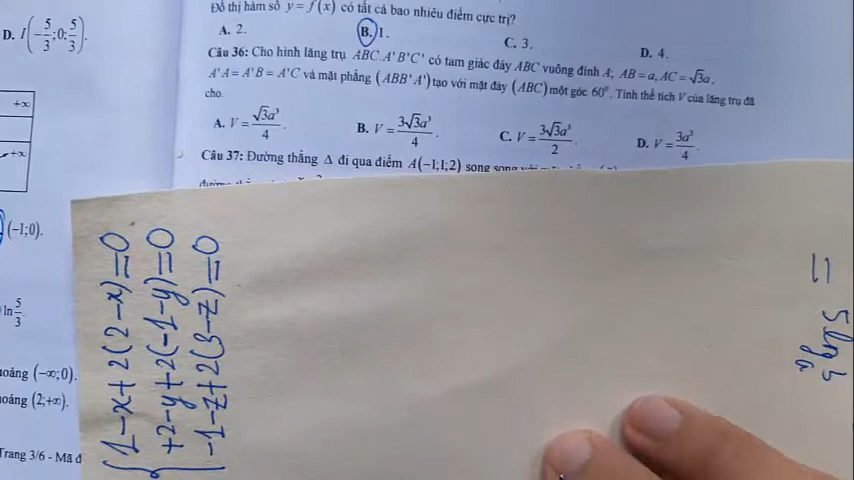 D. I(-5/3;0;5/3).
+∞
+∞
(-1;0).
ln 5/3
oảng (-∞;0).
oảng (2;+∞).
Trang 3/6 - Mã đ
Đồ thị hàm số y = f(x) có tất cả bao nhiêu điểm cực trị?
A. 2. B. 1. C. 3. D. 4.
Câu 36: Cho hình lăng trụ ABC.A'B'C' có tam giác đáy ABC vuông đỉnh A; AB = a, AC = √3a,
A'A = A'B = A'C và mặt phẳng (ABB'A') tạo với mặt đáy (ABC) một góc 60⁰. Tính thể tích V của lăng trụ đã
cho.
A. V = √3a³/4. B. V = 3√3a³/4. C. V = 3√3a³/2. D. V = 3a³/4.
Câu 37: Đường thẳng Δ đi qua điểm A(-1;1;2) song song
1-x+2(2-x)=0
+2-y+2(-1-y)=0
-1-z+2(3-z)=0